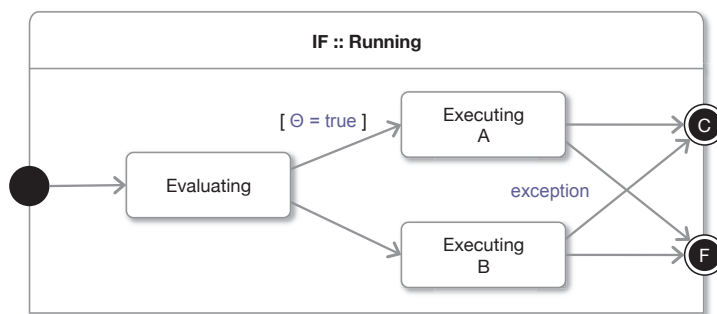 IF :: Running
[ Θ = true ]
Executing
A
C
Evaluating
exception
Executing
B
F